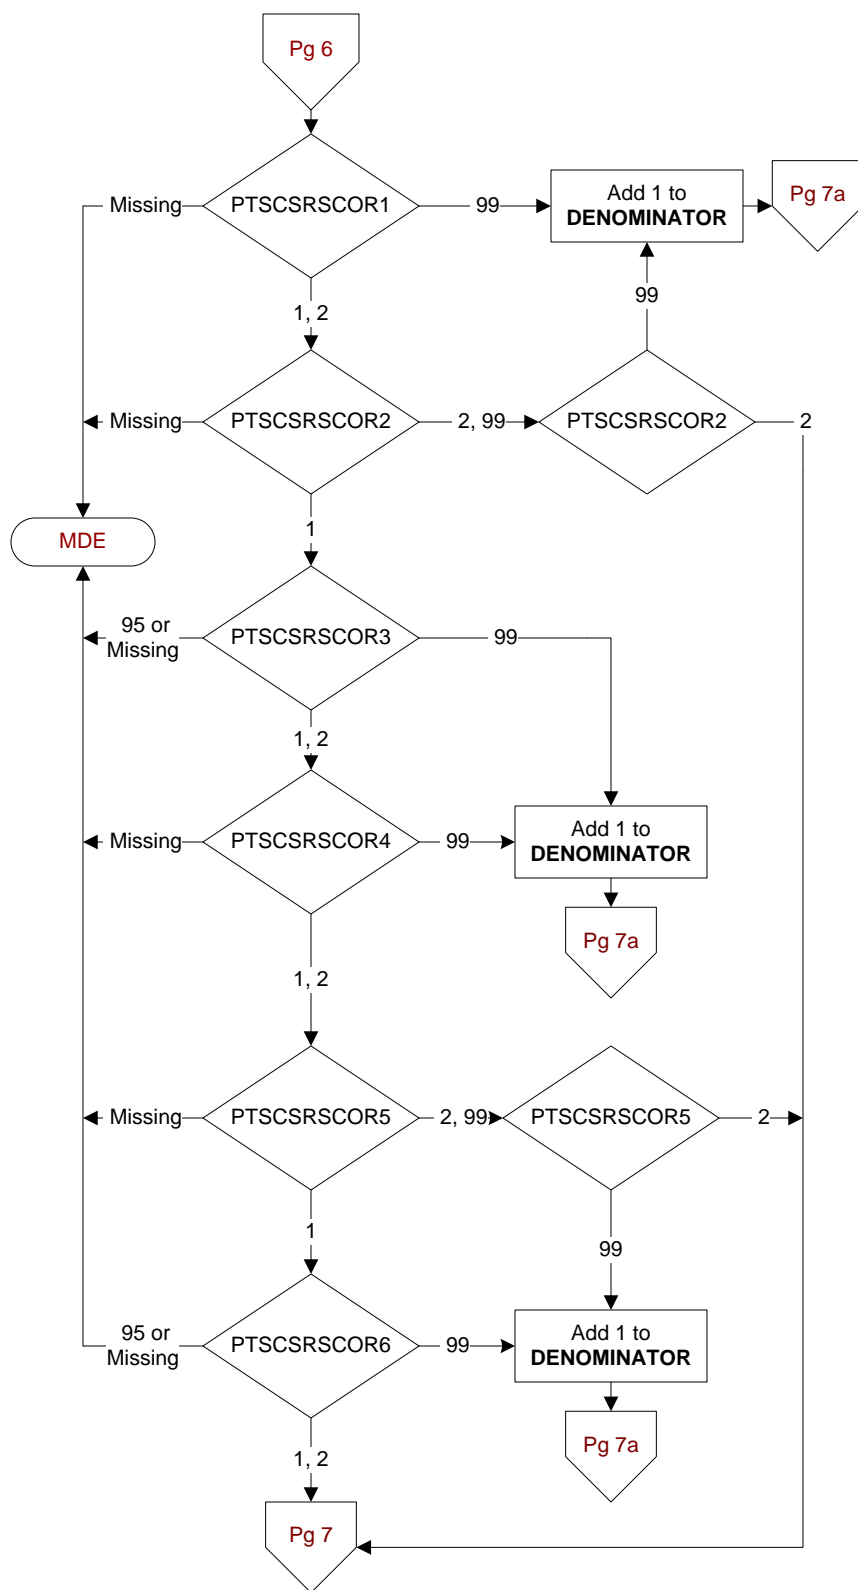 Pg 6
Missing
PTSCSRSCOR1
99
Add 1 to
DENOMINATOR
Pg 7a
1, 2
99
Missing
PTSCSRSCOR2
2, 99
PTSCSRSCOR2
2
1
MDE
95 or
Missing
PTSCSRSCOR3
99
1, 2
Missing
PTSCSRSCOR4
99
Add 1 to
DENOMINATOR
Pg 7a
1, 2
Missing
PTSCSRSCOR5
2, 99
PTSCSRSCOR5
2
1
99
95 or
Missing
PTSCSRSCOR6
99
Add 1 to
DENOMINATOR
Pg 7a
1, 2
Pg 7